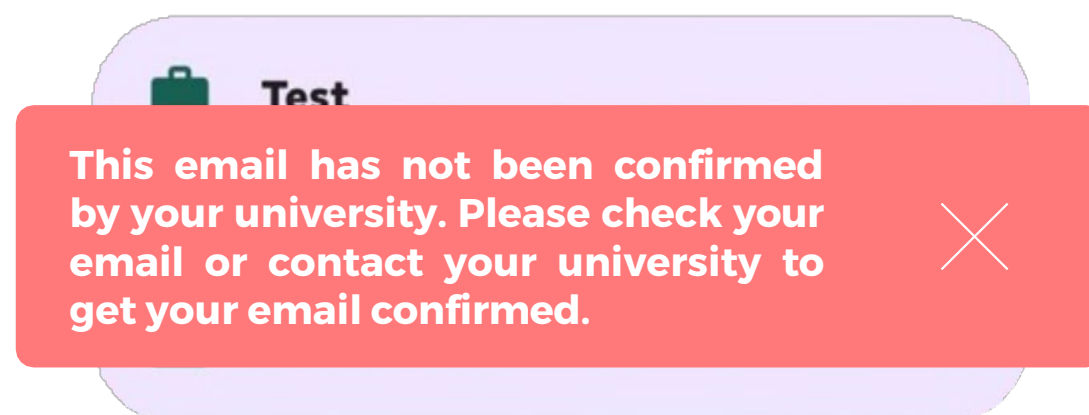 Test
This email has not been confirmed
by your university. Please check your
email or contact your university to
get your email confirmed.